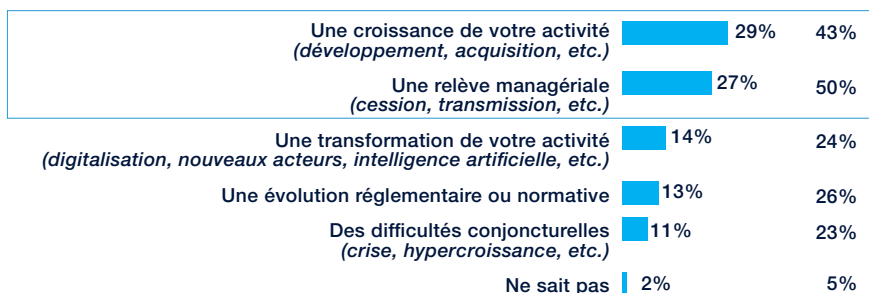 Une croissance de votre activité 29% 43%
(développement, acquisition, etc.)
Une relève managériale 27% 50%
(cession, transmission, etc.)
Une transformation de votre activité 14% 24%
(digitalisation, nouveaux acteurs, intelligence artificielle, etc.)
Une évolution réglementaire ou normative 13% 26%
Des difficultés conjoncturelles 11% 23%
(crise, hypercroissance, etc.)
Ne sait pas 2% 5%